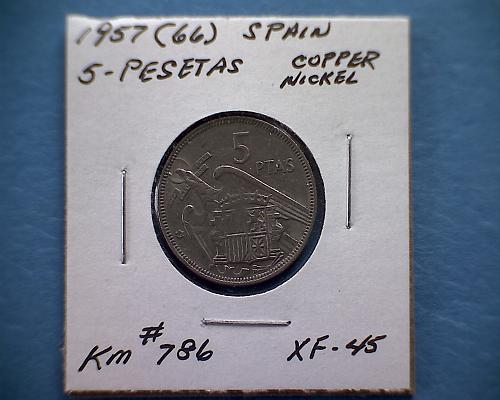 1957 (66) SPAIN
5-PESETAS COPPER NICKEL
5
PTAS
Km #786 XF-45